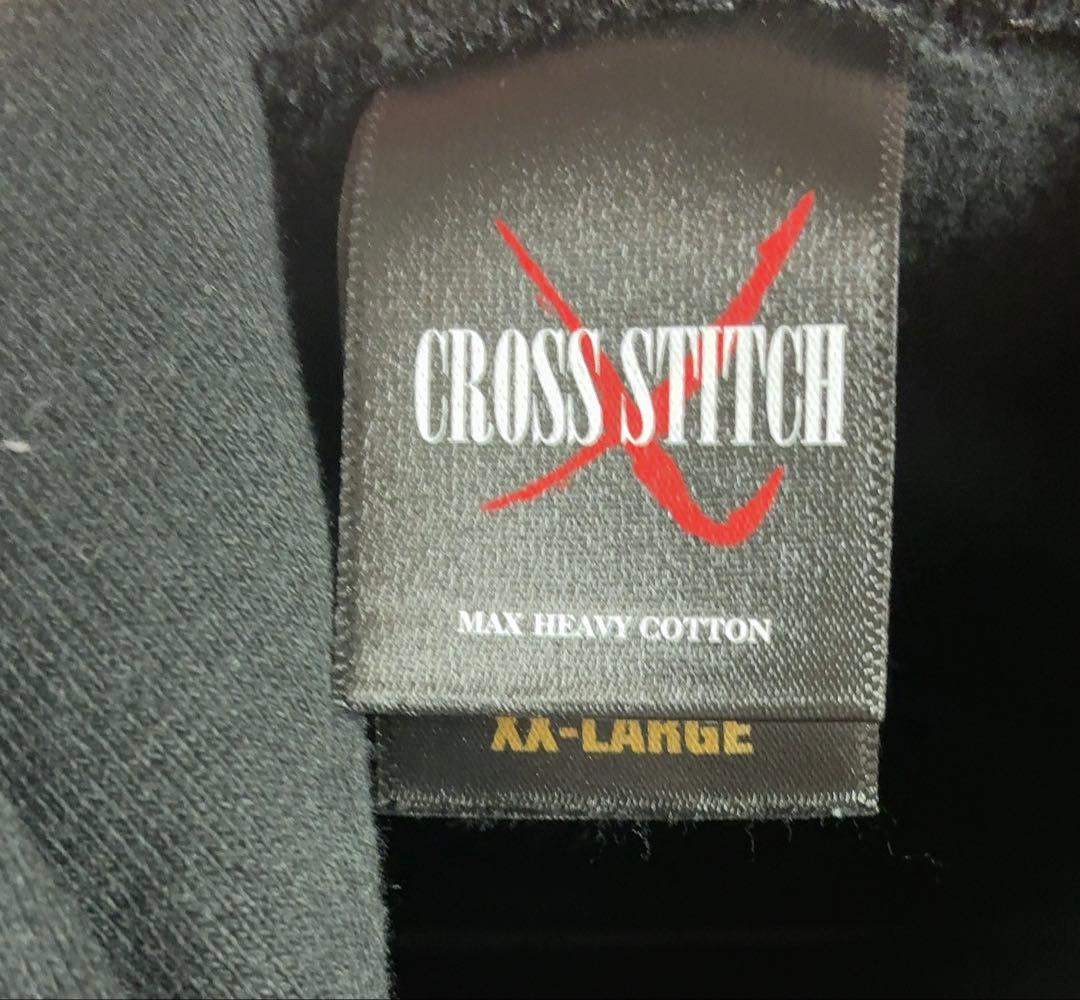 CROSS STITCH
MAX HEAVY COTTON
XX-LARGE